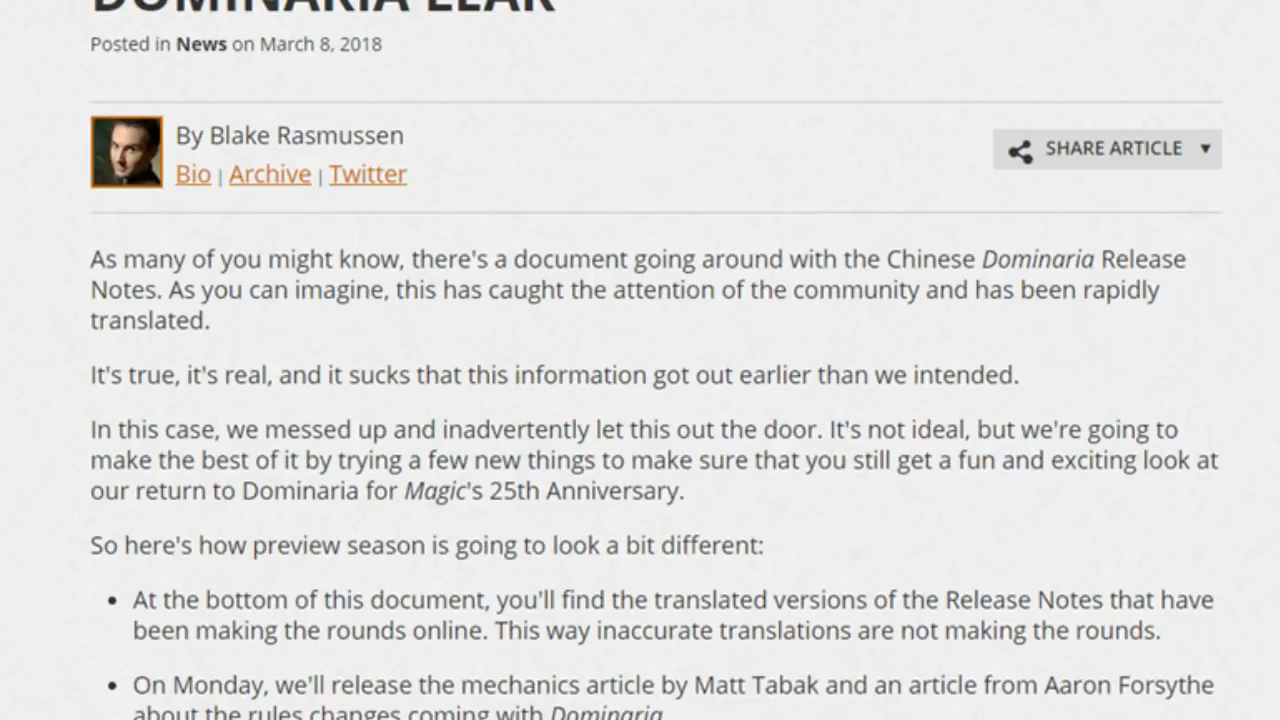 DOMINARIA LEAK
Posted in News on March 8, 2018
By Blake Rasmussen
SHARE ARTICLE
Bio | Archive | Twitter
As many of you might know, there's a document going around with the Chinese Dominaria Release
Notes. As you can imagine, this has caught the attention of the community and has been rapidly
translated.
It's true, it's real, and it sucks that this information got out earlier than we intended.
In this case, we messed up and inadvertently let this out the door. It's not ideal, but we're going to
make the best of it by trying a few new things to make sure that you still get a fun and exciting look at
our return to Dominaria for Magic's 25th Anniversary.
So here's how preview season is going to look a bit different:
• At the bottom of this document, you'll find the translated versions of the Release Notes that have
been making the rounds online. This way inaccurate translations are not making the rounds.
• On Monday, we'll release the mechanics article by Matt Tabak and an article from Aaron Forsythe
about the rules changes coming with Dominaria.